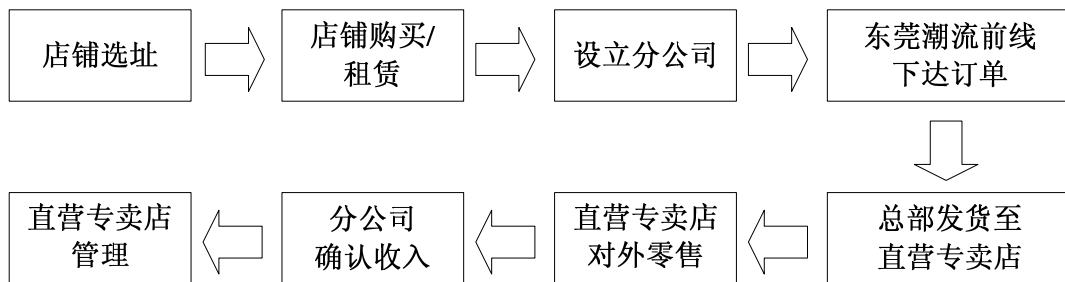 店铺选址
店铺购买/
租赁
设立分公司
东莞潮流前线
下达订单
总部发货至
直营专卖店
直营专卖店
对外零售
分公司
确认收入
直营专卖店
管理